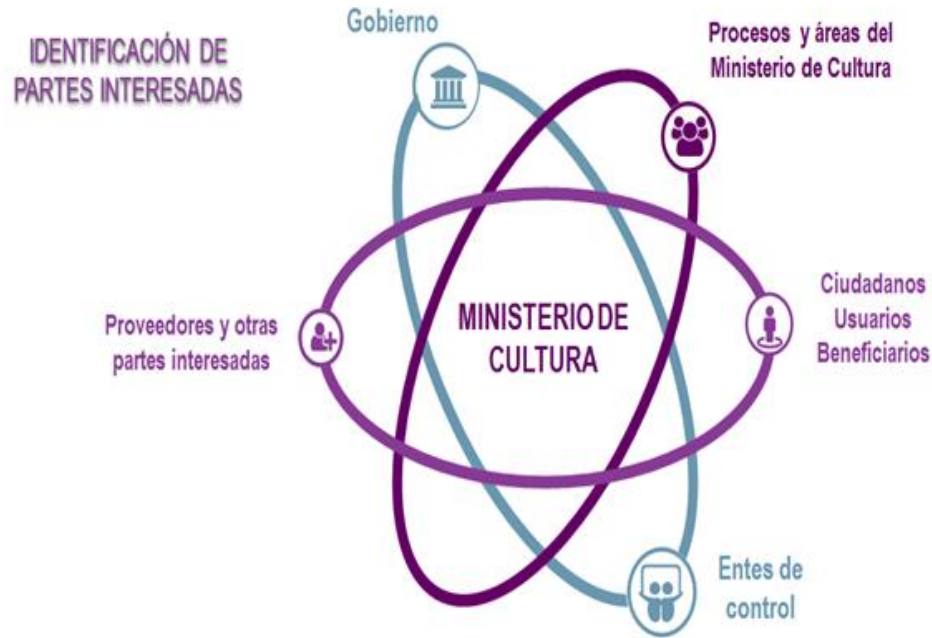 IDENTIFICACIÓN DE
PARTES INTERESADAS
Gobierno
Procesos y áreas del
Ministerio de Cultura
Proveedores y otras
partes interesadas
MINISTERIO DE
CULTURA
Ciudadanos
Usuarios
Beneficiarios
Entes de
control